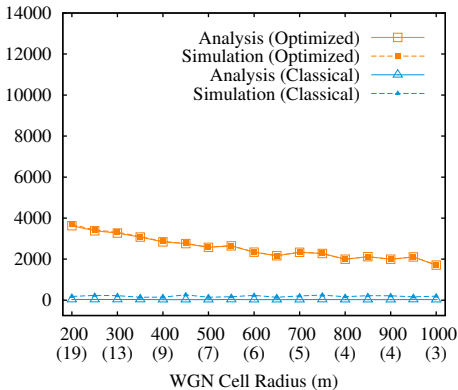 14000
12000
10000
8000
6000
4000
2000
0
Analysis (Optimized)
Simulation (Optimized)
Analysis (Classical)
Simulation (Classical)
200 300 400 500 600 700 800 900 1000
(19) (13) (9) (7) (6) (5) (4) (4) (3)
WGN Cell Radius (m)